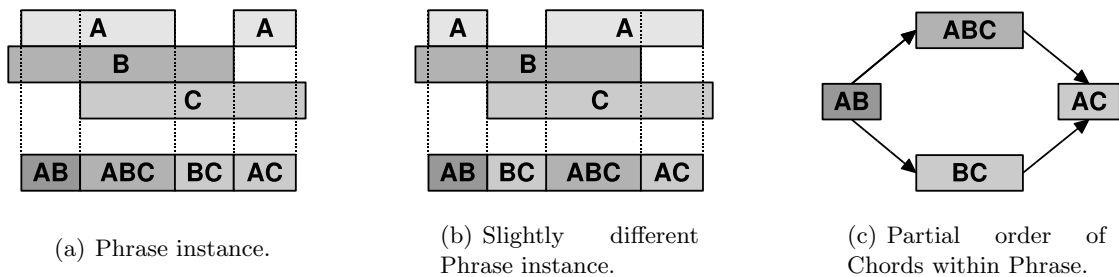 A A
B
C
AB ABC BC AC
(a) Phrase instance.
A A
B
C
AB BC ABC AC
(b) Slightly different
Phrase instance.
ABC
AB AC
BC
(c) Partial order of
Chords within Phrase.